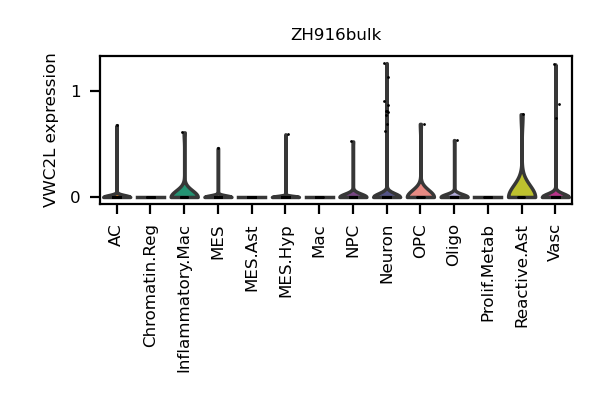 ZH916bulk
VWC2L expression
1
0
AC
Chromatin.Reg
Inflammatory.Mac
MES
MES.Ast
MES.Hyp
Mac
NPC
Neuron
OPC
Oligo
Prolif.Metab
Reactive.Ast
Vasc